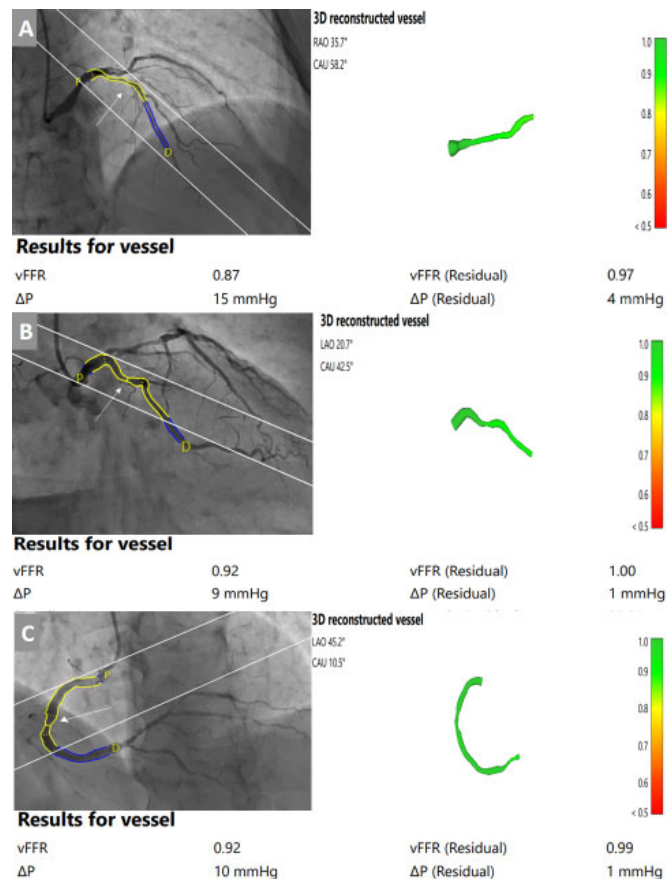 A
P
D
3D reconstructed vessel
RAO 35.7°
CAU 58.2°
1.0
0.9
0.8
0.7
0.6
< 0.5
Results for vessel
vFFR 0.87 vFFR (Residual) 0.97
ΔP 15 mmHg ΔP (Residual) 4 mmHg
B
P
D
3D reconstructed vessel
LAO 20.7°
CAU 42.5°
1.0
0.9
0.8
0.7
0.6
< 0.5
Results for vessel
vFFR 0.92 vFFR (Residual) 1.00
ΔP 9 mmHg ΔP (Residual) 1 mmHg
C
P
D
3D reconstructed vessel
LAO 45.2°
CAU 10.5°
1.0
0.9
0.8
0.7
0.6
< 0.5
Results for vessel
vFFR 0.92 vFFR (Residual) 0.99
ΔP 10 mmHg ΔP (Residual) 1 mmHg